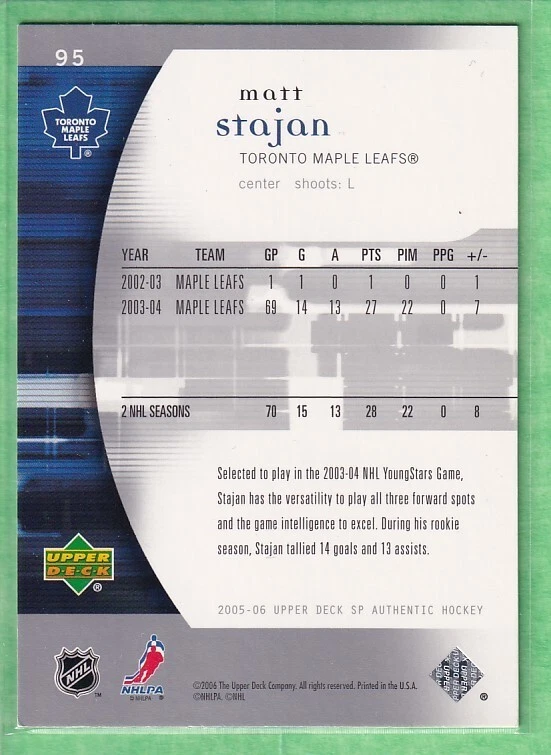 95
TORONTO
MAPLE
LEAFS
®
matt
stajan
TORONTO MAPLE LEAFS®
center shoots: L
YEAR TEAM GP G A PTS PIM PPG +/-
2002-03 MAPLE LEAFS 1 1 0 1 0 0 1
2003-04 MAPLE LEAFS 69 14 13 27 22 0 7
2 NHL SEASONS 70 15 13 28 22 0 8
Selected to play in the 2003-04 NHL YoungStars Game,
Stajan has the versatility to play all three forward spots
and the game intelligence to excel. During his rookie
season, Stajan tallied 14 goals and 13 assists.
UPPER
D·E·C·K
®
2005-06 UPPER DECK SP AUTHENTIC HOCKEY
NHL
™
NHLPA
©NHLPA ®
©2006 The Upper Deck Company. All rights reserved. Printed in the U.S.A.
©NHLPA. ©NHL
®